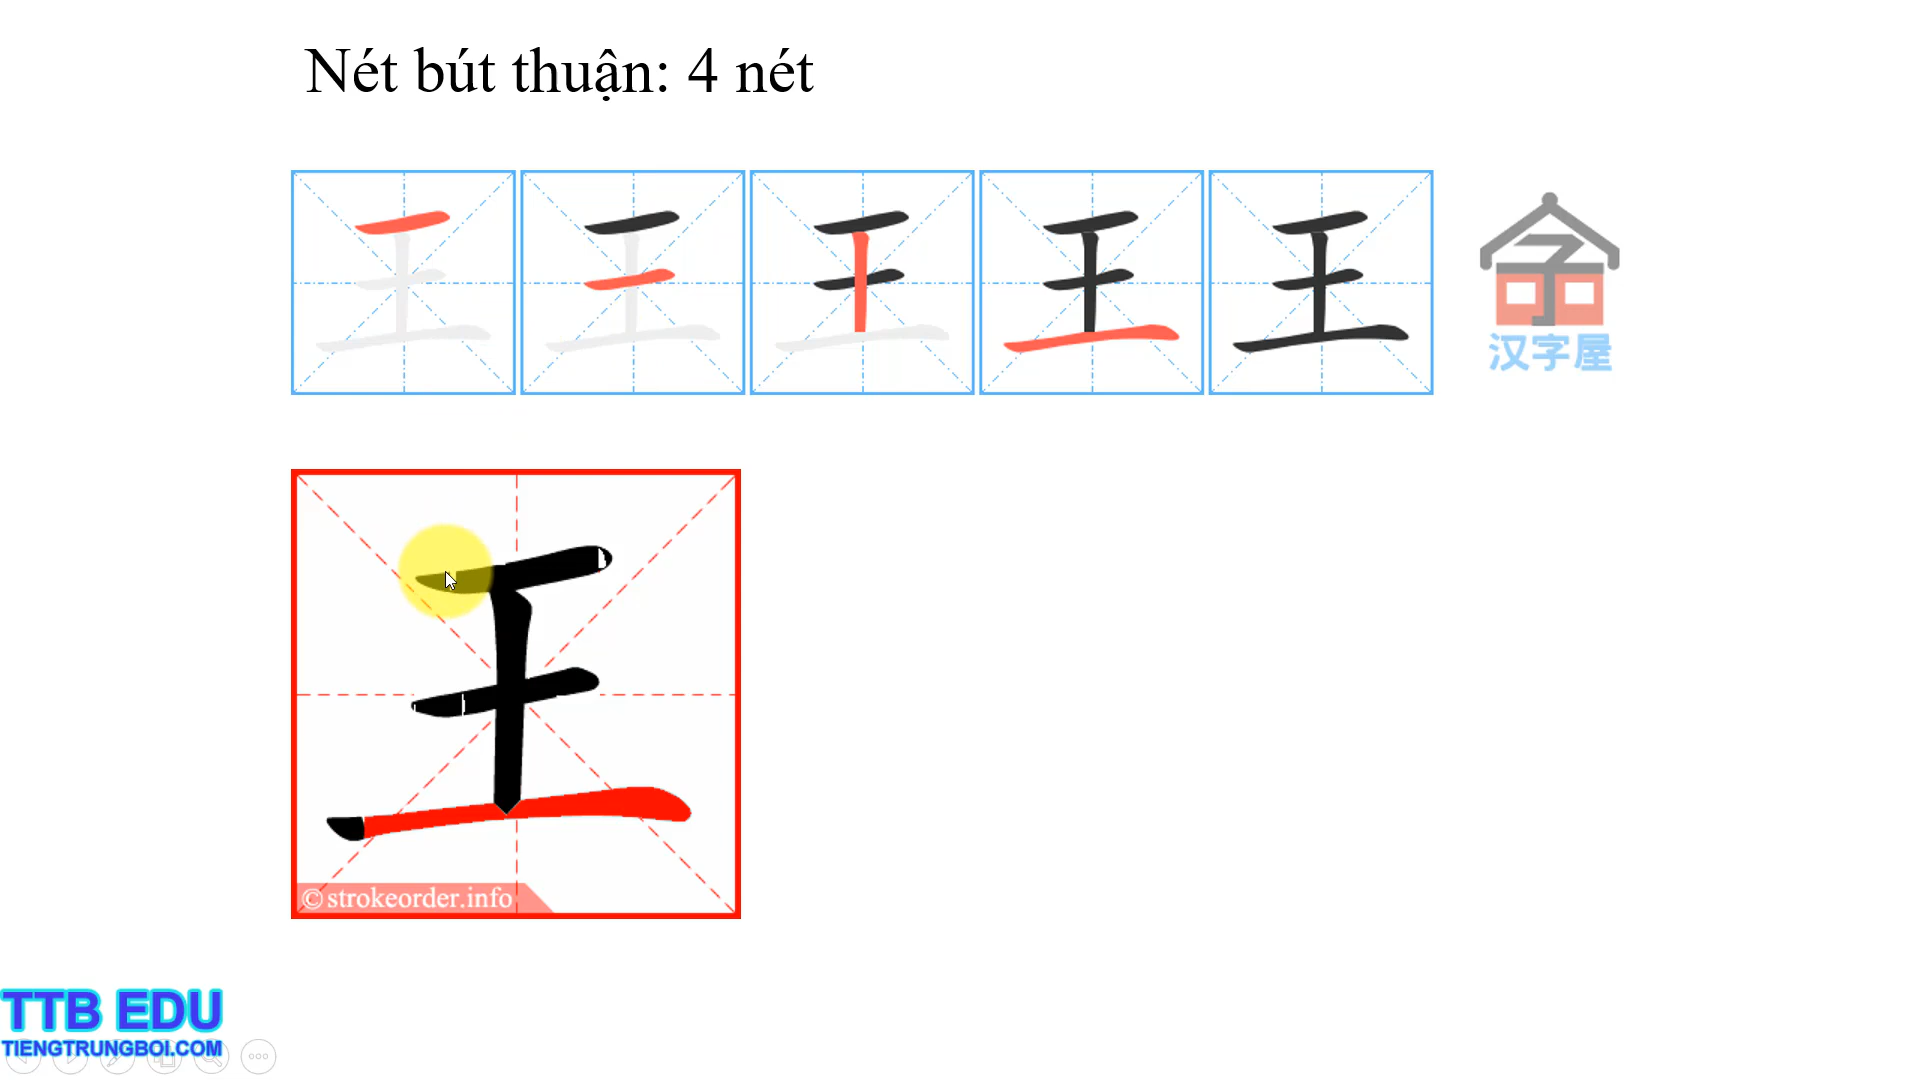 Nét bút thuận: 4 nét
王 王 王 王 王
汉字屋
王
©strokeorder.info
TTB EDU
TIENGTRUNGBOI.COM